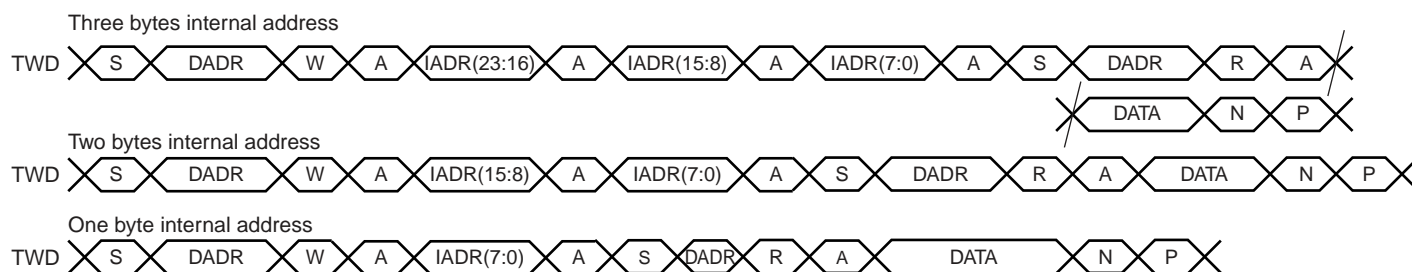 Three bytes internal address
TWD S DADR W A IADR(23:16) A IADR(15:8) A IADR(7:0) A S DADR R A
DATA N P
Two bytes internal address
TWD S DADR W A IADR(15:8) A IADR(7:0) A S DADR R A DATA N P
One byte internal address
TWD S DADR W A IADR(7:0) A S DADR R A DATA N P